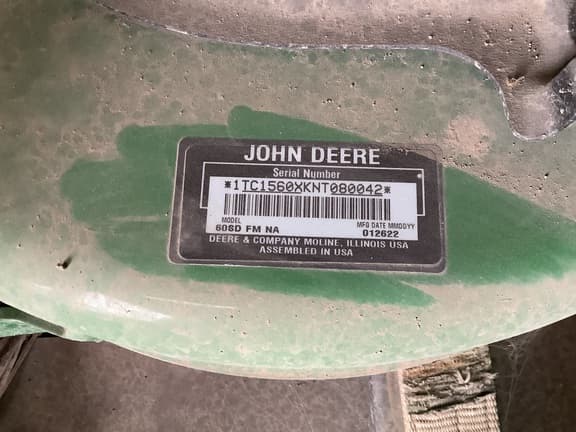 JOHN DEERE
Serial Number
*1TC1560XKNT080042*
MODEL
60SD FM NA
MFG DATE MMDDYY
012622
DEERE & COMPANY MOLINE, ILLINOIS USA
ASSEMBLED IN USA